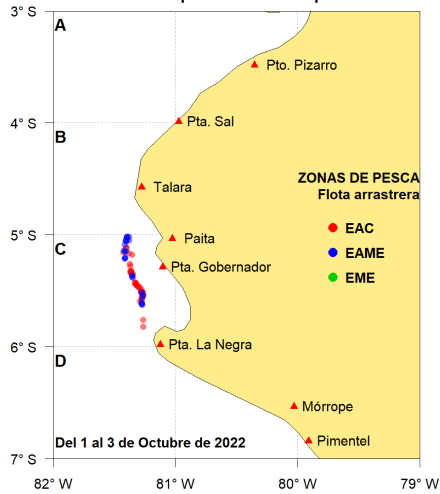 3° S
A
Pto. Pizarro
4° S
Pta. Sal
B
Talara
ZONAS DE PESCA
Flota arrastrera
EAC
EAME
EME
5° S
C
Paita
Pta. Gobernador
6° S
Pta. La Negra
D
Mórrope
Pimentel
Del 1 al 3 de Octubre de 2022
7° S
82° W
81° W
80° W
79° W